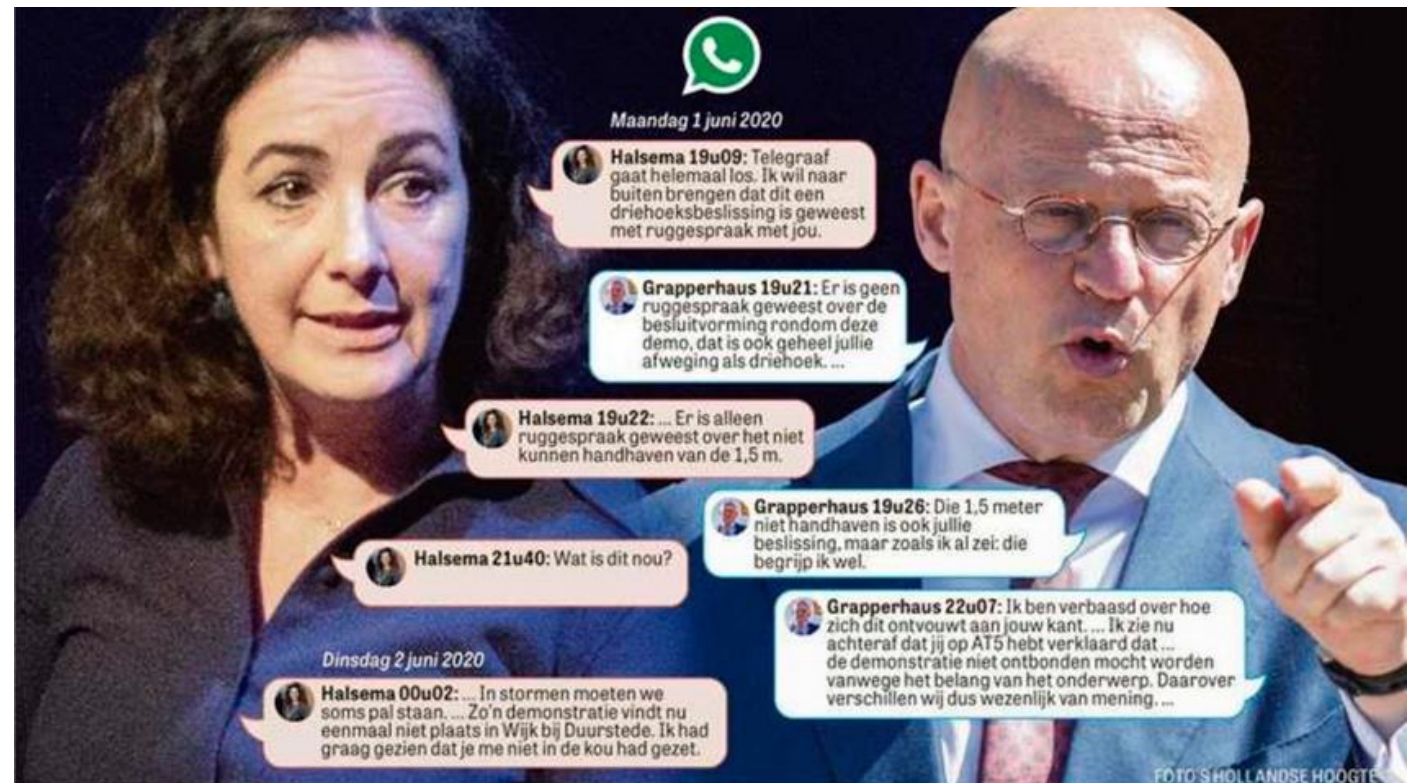 Maandag 1 juni 2020
Halsema 19u09: Telegraaf
gaat helemaal los. Ik wil naar
buiten brengen dat dit een
driehoeksbeslissing is geweest
met ruggespraak met jou.
Grapperhaus 19u21: Er is geen
ruggespraak geweest over de
besluitvorming rondom deze
demo, dat is ook geheel jullie
afweging als driehoek. ...
Halsema 19u22: ... Er is alleen
ruggespraak geweest over het niet
kunnen handhaven van de 1,5 m.
Grapperhaus 19u26: Die 1,5 meter
niet handhaven is ook jullie
beslissing, maar zoals ik al zei: die
begrijp ik wel.
Halsema 21u40: Wat is dit nou?
Grapperhaus 22u07: Ik ben verbaasd over hoe
zich dit ontvouwt aan jouw kant. ... Ik zie nu
achteraf dat jij op AT5 hebt verklaard dat ...
de demonstratie niet ontbonden mocht worden
vanwege het belang van het onderwerp. Daarover
verschillen wij dus wezenlijk van mening. ...
Dinsdag 2 juni 2020
Halsema 00u02: ... In stormen moeten we
soms pal staan. ... Zo'n demonstratie vindt nu
eenmaal niet plaats in Wijk bij Duurstede. Ik had
graag gezien dat je me niet in de kou had gezet.
FOTO'S HOLLANDSE HOOGTE